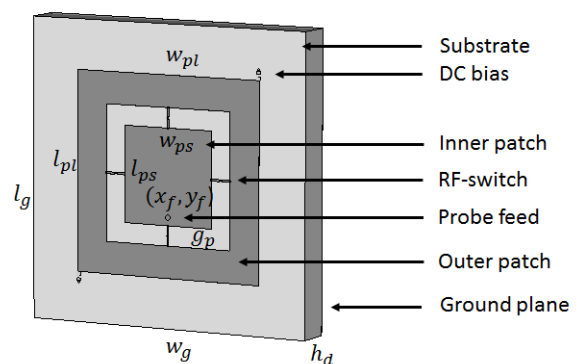 Substrate
w_pl
DC bias
w_ps
Inner patch
l_pl
l_ps
RF-switch
l_g
(x_f, y_f)
Probe feed
g_p
Outer patch
Ground plane
w_g
h_d